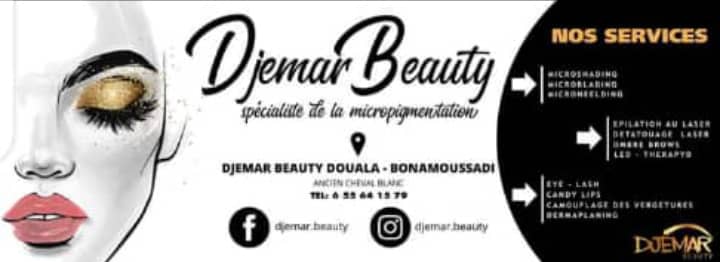 Djemar Beauty
spécialiste de la micropigmentation
DJEMAR BEAUTY DOUALA - BONAMOUSSADI
ANCIEN CHEVAL BLANC
TEL: 6 55 64 15 79
djemar.beauty
djemar.beauty
NOS SERVICES
MICROSHADING
MICROBLADING
MICRONEELDING
EPILATION AU LASER
DETATOUAGE LASER
OMBRE BROWS
LED - THERAPYD
EYE - LASH
CANDY LIPS
CAMOUFLAGE DES VERGETURES
DERMAPLANING
DJEMAR
BEAUTY